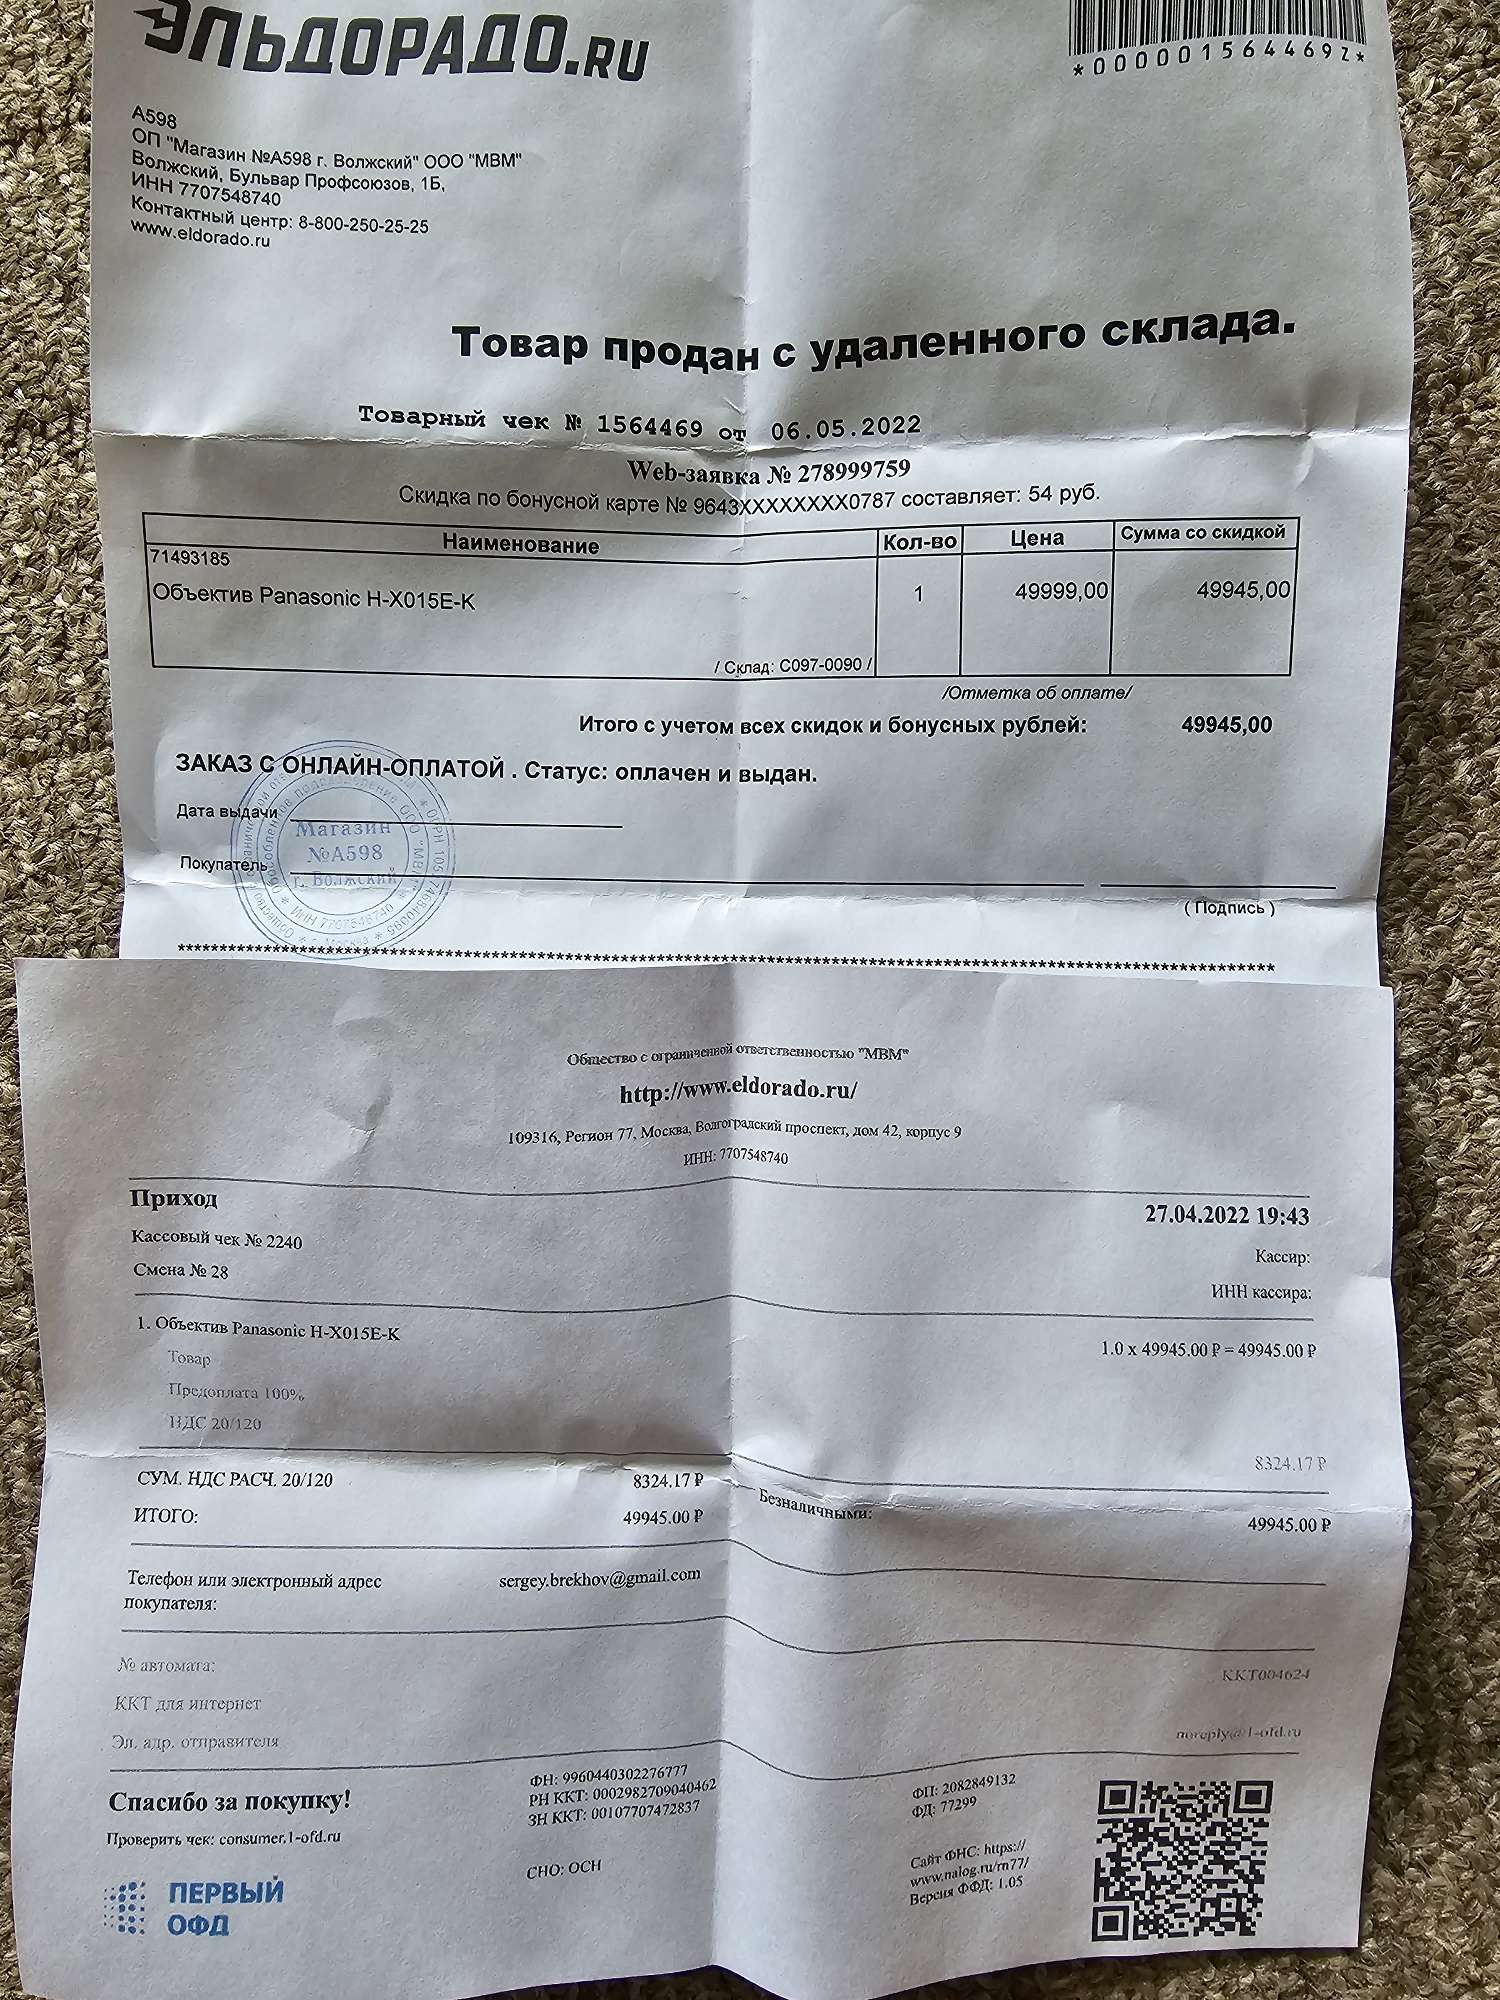 ЭЛЬДОРАДО.RU
*0000015644692*
А598
ОП "Магазин №А598 г. Волжский" ООО "МВМ"
Волжский, Бульвар Профсоюзов, 1Б,
ИНН 7707548740
Контактный центр: 8-800-250-25-25
www.eldorado.ru
Товар продан с удаленного склада.
Товарный чек № 1564469 от 06.05.2022
Web-заявка № 278999759
Скидка по бонусной карте № 9643XXXXXXXX0787 составляет: 54 руб.
Наименование Кол-во Цена Сумма со скидкой
71493185
Объектив Panasonic H-X015E-K 1 49999,00 49945,00
/ Склад: C097-0090 /
/Отметка об оплате/
Итого с учетом всех скидок и бонусных рублей: 49945,00
ЗАКАЗ С ОНЛАЙН-ОПЛАТОЙ . Статус: оплачен и выдан.
Дата выдачи
Магазин
№А598
г. Волжский
ИНН 7707548740
Покупатель
( Подпись )
Общество с ограниченной ответственностью "МВМ"
http://www.eldorado.ru/
109316, Регион 77, Москва, Волгоградский проспект, дом 42, корпус 9
ИНН: 7707548740
Приход 27.04.2022 19:43
Кассовый чек № 2240 Кассир:
Смена № 28 ИНН кассира:
1. Объектив Panasonic H-X015E-K 1.0 x 49945.00 ₽ = 49945.00 ₽
Товар
Предоплата 100%
НДС 20/120 8324.17 ₽
СУМ. НДС РАСЧ. 20/120 8324.17 ₽
ИТОГО: 49945.00 ₽ Безналичными: 49945.00 ₽
Телефон или электронный адрес sergey.brekhov@gmail.com
покупателя:
№ автомата: ККТ004624
ККТ для интернет
Эл. адр. отправителя noreply@1-ofd.ru
Спасибо за покупку!
Проверить чек: consumer.1-ofd.ru
ПЕРВЫЙ
ОФД
ФН: 9960440302276777
РН ККТ: 0002982709040462
ЗН ККТ: 00107707472837
СНО: ОСН
ФП: 2082849132
ФД: 77299
Сайт ФНС: https://
www.nalog.ru/rn77/
Версия ФФД: 1.05